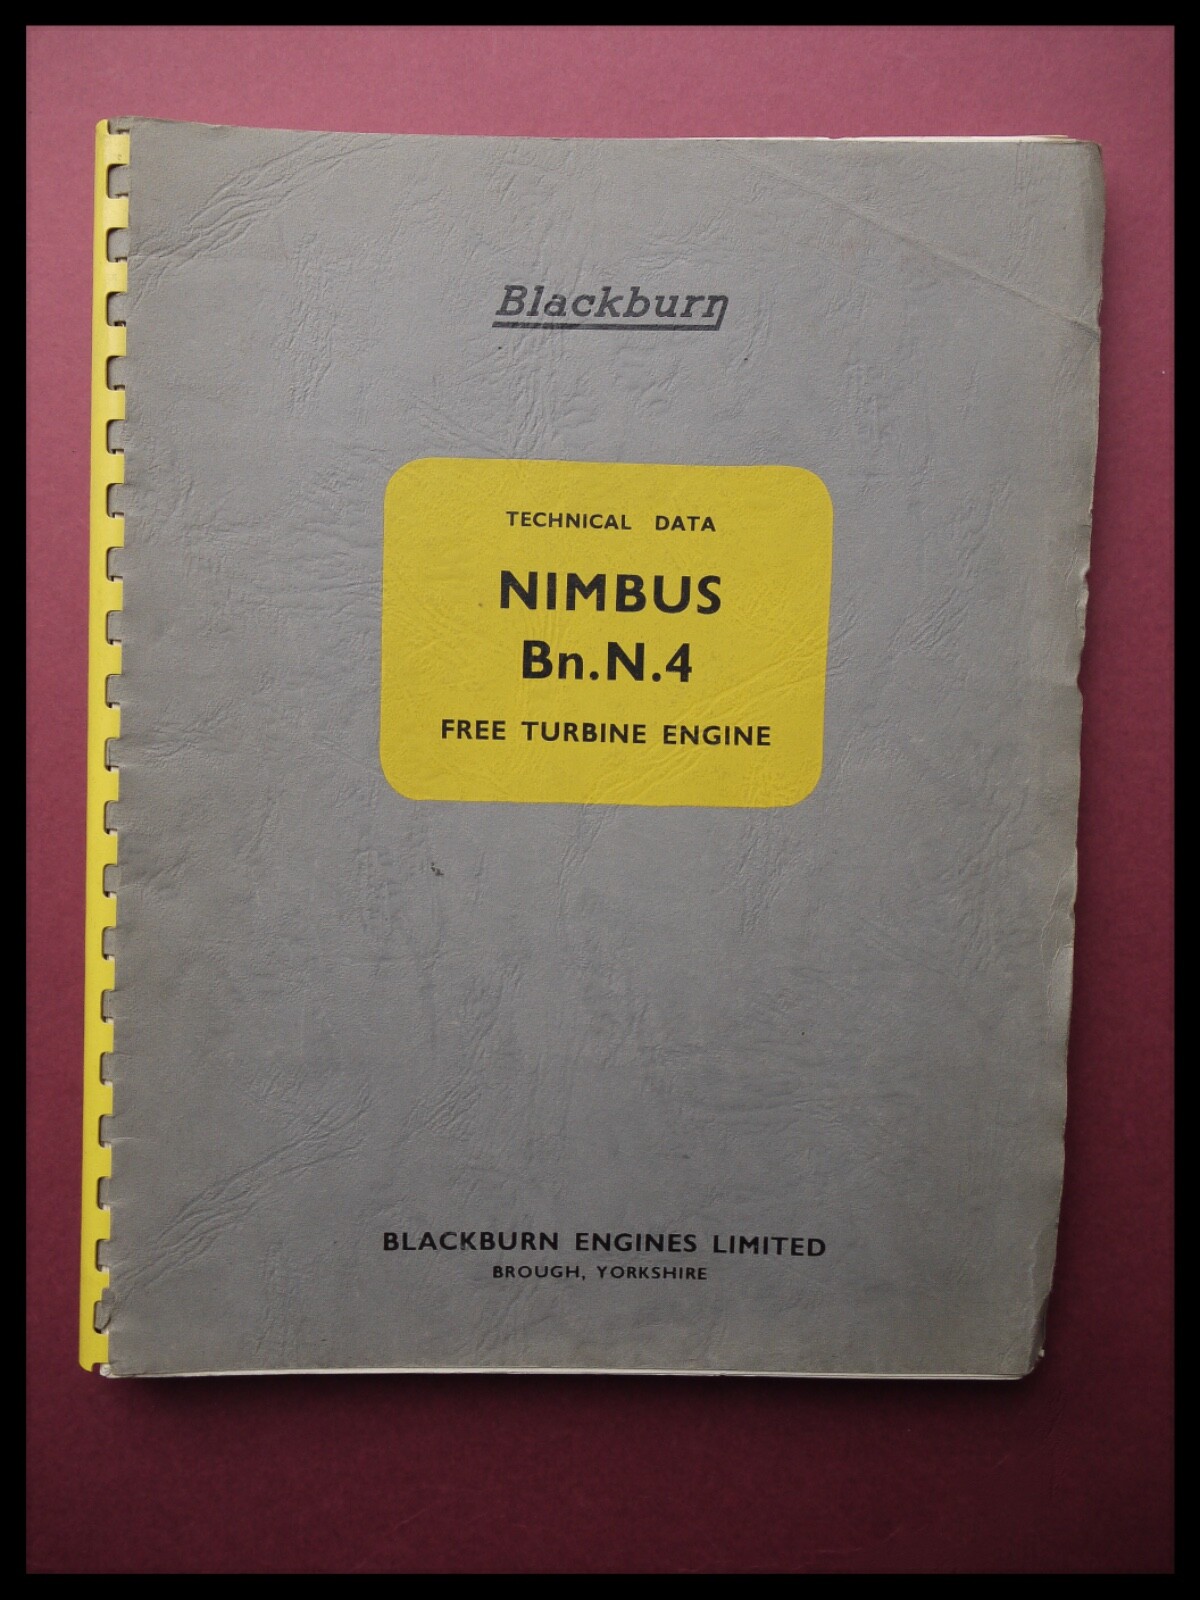 Blackburn
TECHNICAL DATA
NIMBUS
Bn.N.4
FREE TURBINE ENGINE
BLACKBURN ENGINES LIMITED
BROUGH, YORKSHIRE